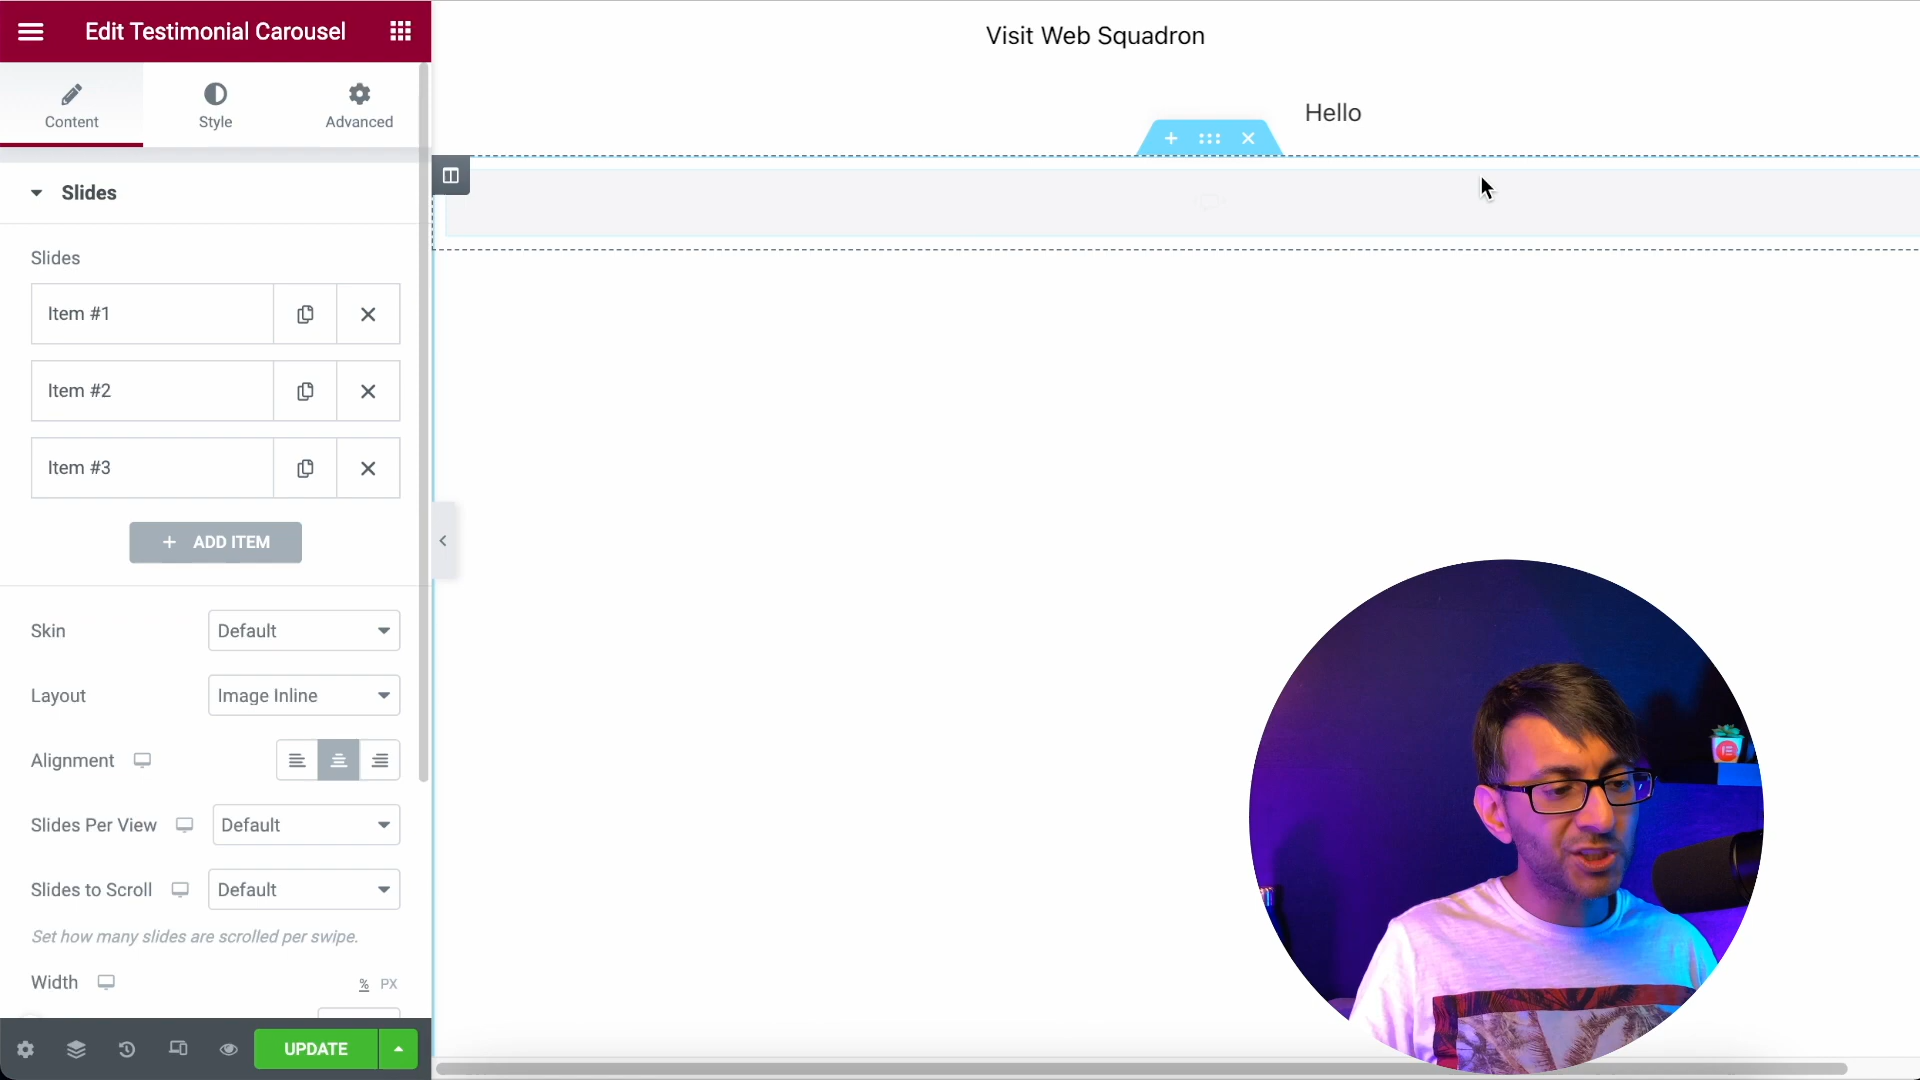 Edit Testimonial Carousel
Content
Style
Advanced
Slides
Slides
Item #1
Item #2
Item #3
+ ADD ITEM
Skin
Default
Layout
Image Inline
Alignment
Slides Per View
Default
Slides to Scroll
Default
Set how many slides are scrolled per swipe.
Width
% PX
UPDATE
Visit Web Squadron
Hello